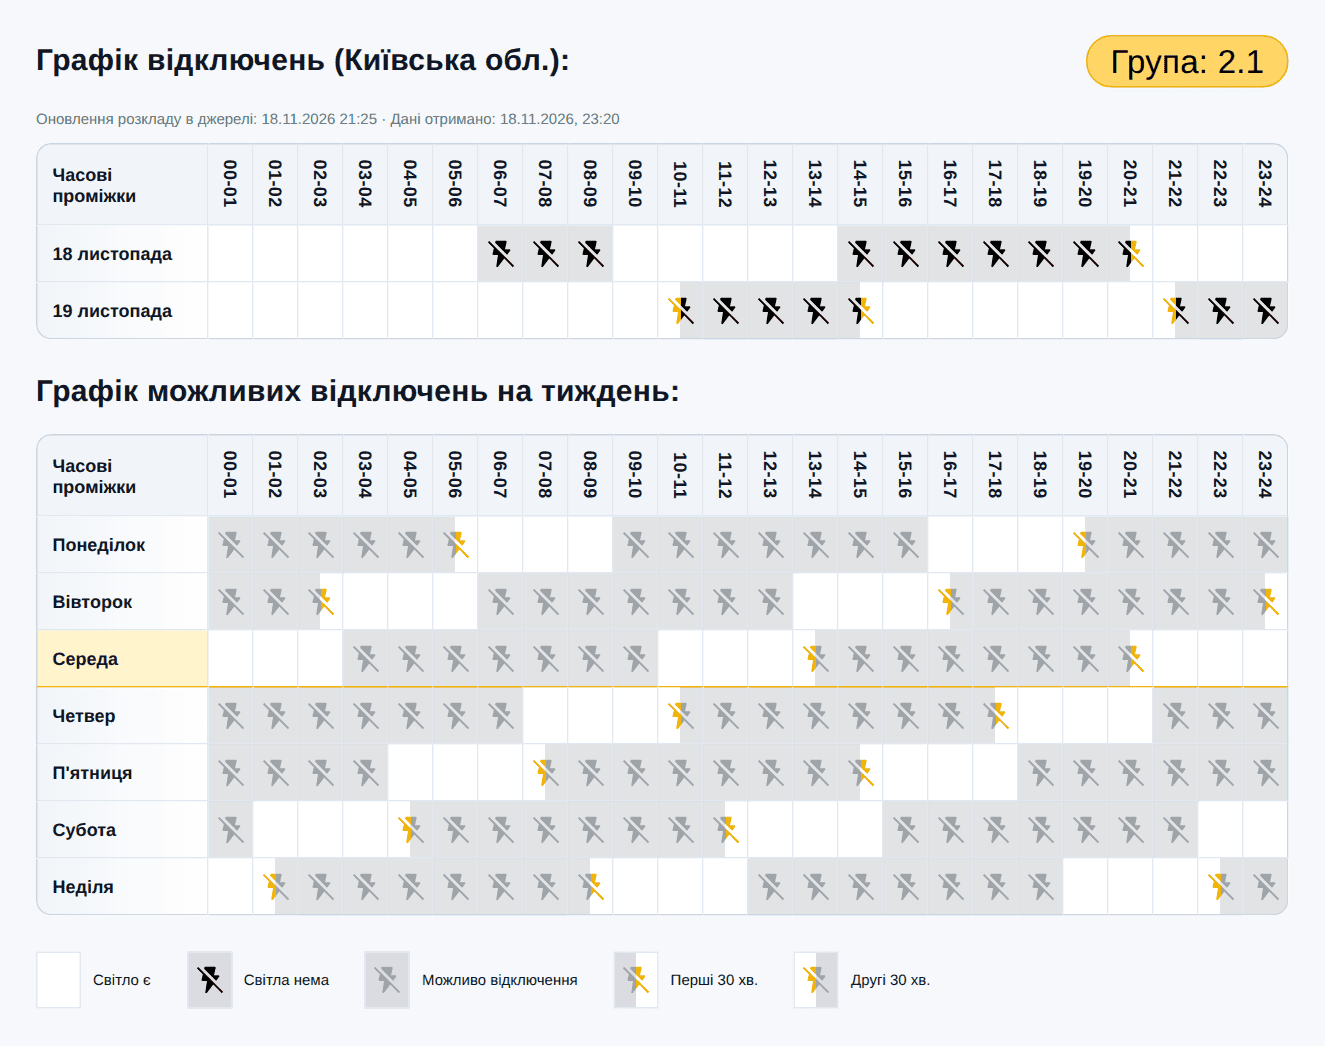 Графік відключень (Київська обл.):
Група: 2.1
Оновлення розкладу в джерелі: 18.11.2026 21:25 · Дані отримано: 18.11.2026, 23:20
Часові
проміжки
00-01 01-02 02-03 03-04 04-05 05-06 06-07 07-08 08-09 09-10 10-11 11-12 12-13 13-14 14-15 15-16 16-17 17-18 18-19 19-20 20-21 21-22 22-23 23-24
18 листопада
19 листопада
Графік можливих відключень на тиждень:
Часові
проміжки
00-01 01-02 02-03 03-04 04-05 05-06 06-07 07-08 08-09 09-10 10-11 11-12 12-13 13-14 14-15 15-16 16-17 17-18 18-19 19-20 20-21 21-22 22-23 23-24
Понеділок
Вівторок
Середа
Четвер
П'ятниця
Субота
Неділя
Світло є
Світла нема
Можливо відключення
Перші 30 хв.
Другі 30 хв.